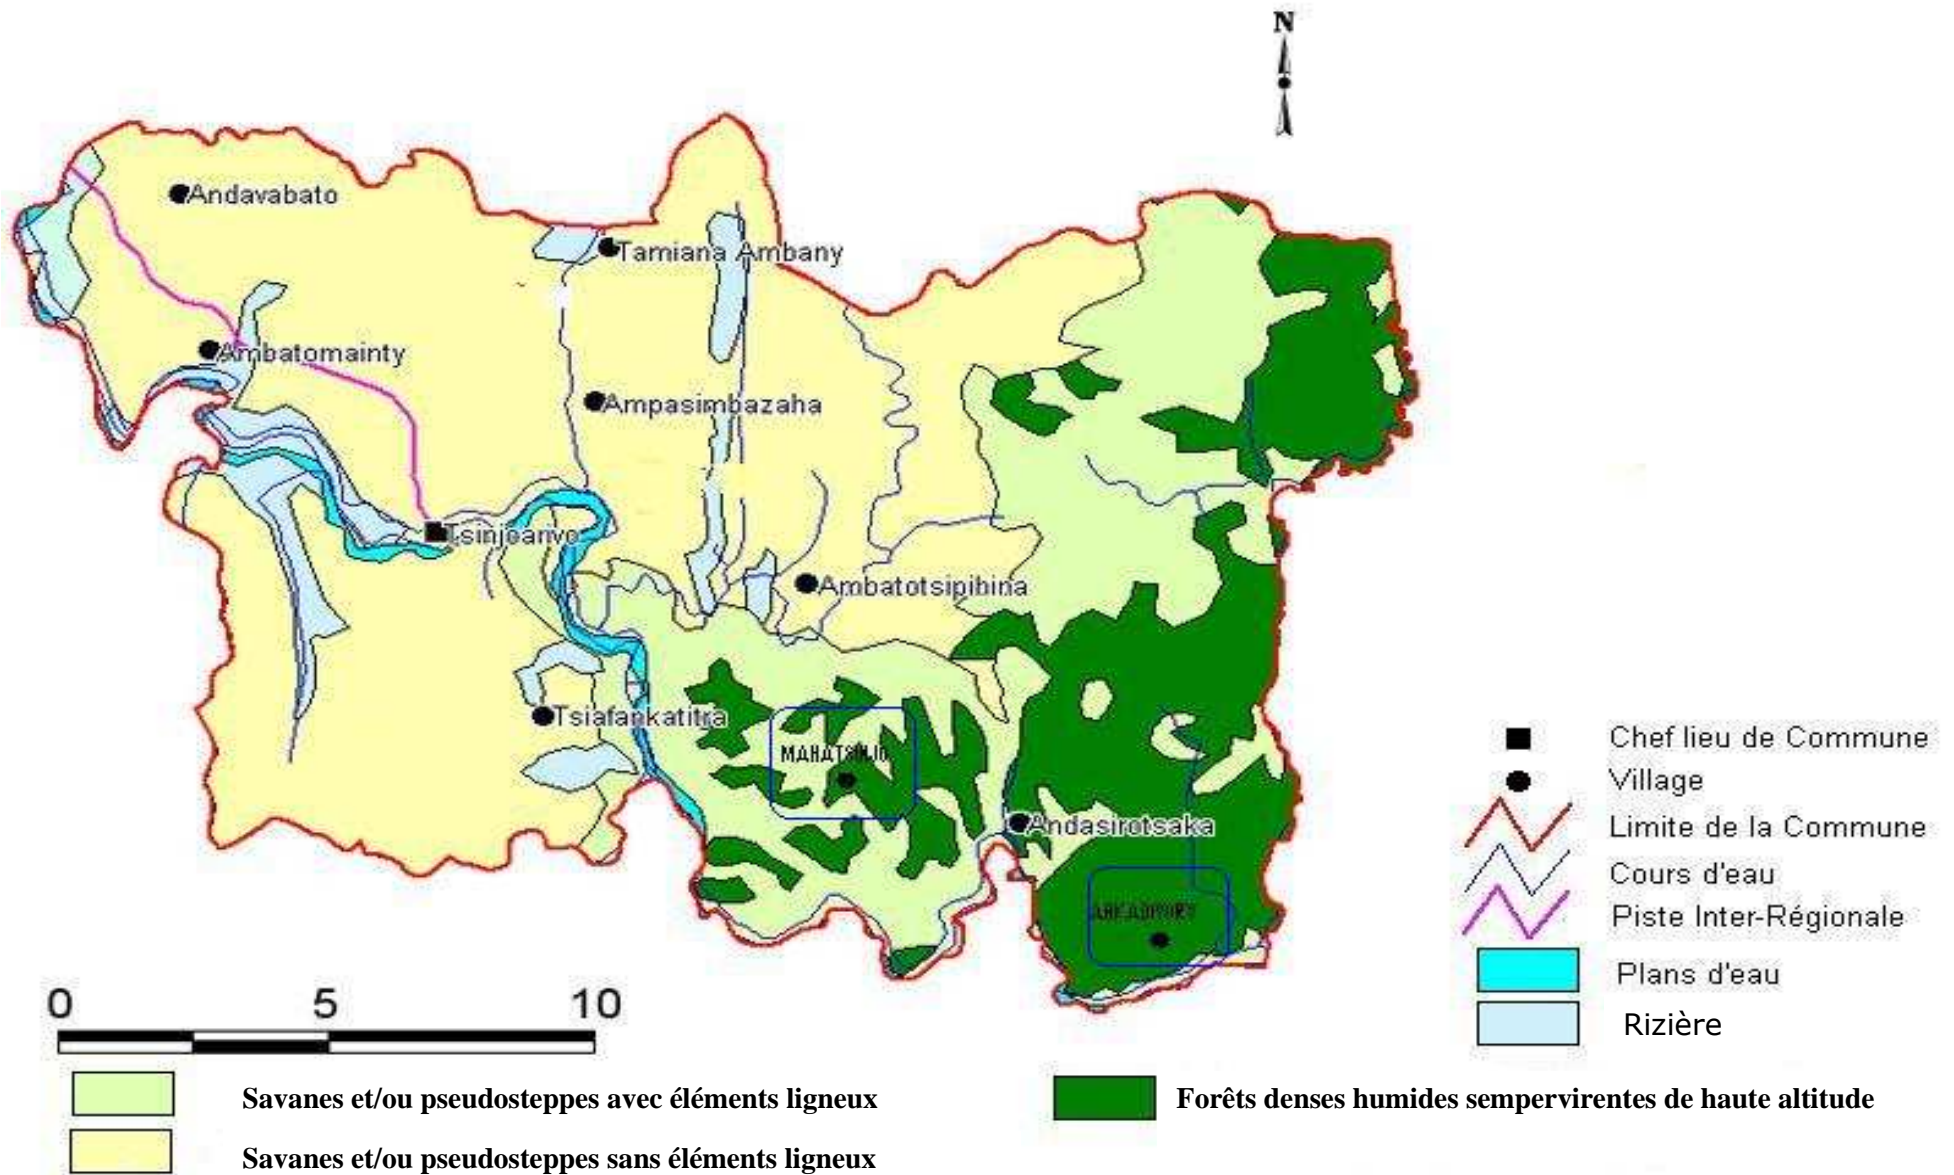 N
Andavabato
Tamiana Ambany
Ambatomainty
Ampasimbazaha
Tsinjoarivo
Ambatotsipihina
Tsiafankatitra
MAHATSINJO
Andasirotsaka
Chef lieu de Commune
Village
Limite de la Commune
Cours d'eau
Piste Inter-Régionale
Plans d'eau
Rizière
0 5 10
Savanes et/ou pseudosteppes avec éléments ligneux
Forêts denses humides sempervirentes de haute altitude
Savanes et/ou pseudosteppes sans éléments ligneux